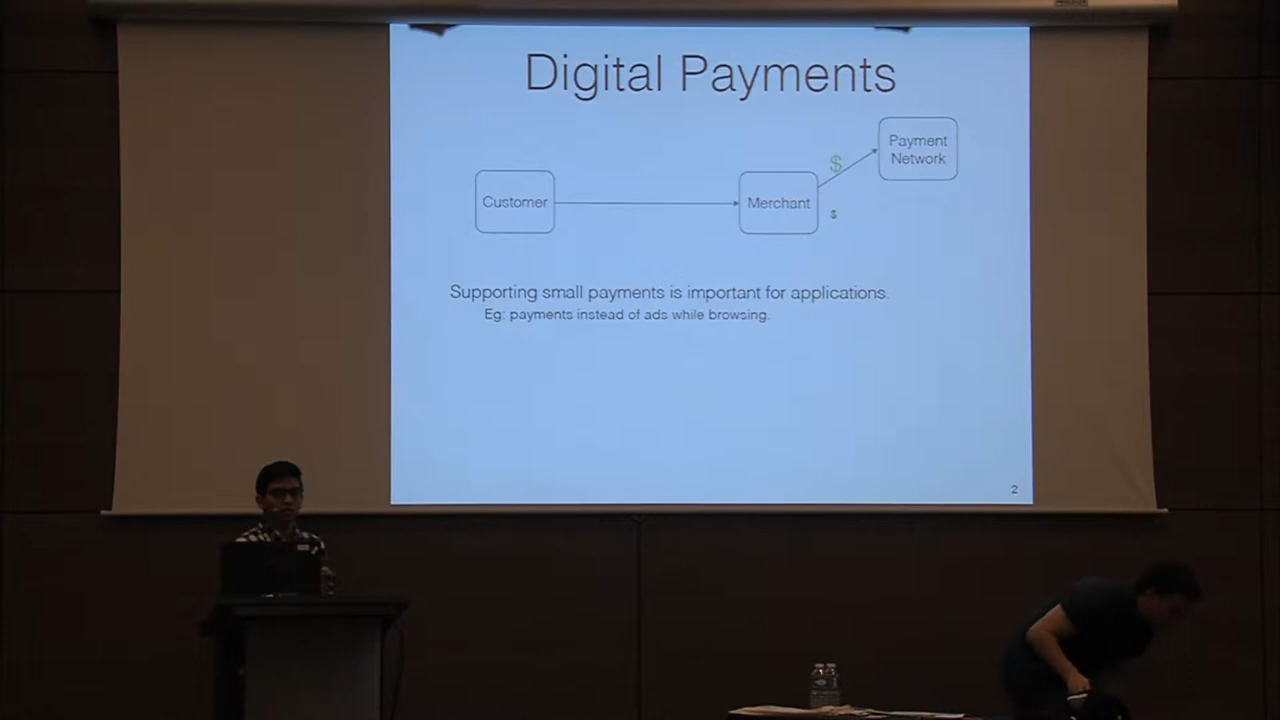 Digital Payments
Payment
Network
$
Customer
Merchant
$
Supporting small payments is important for applications.
Eg: payments instead of ads while browsing.
2